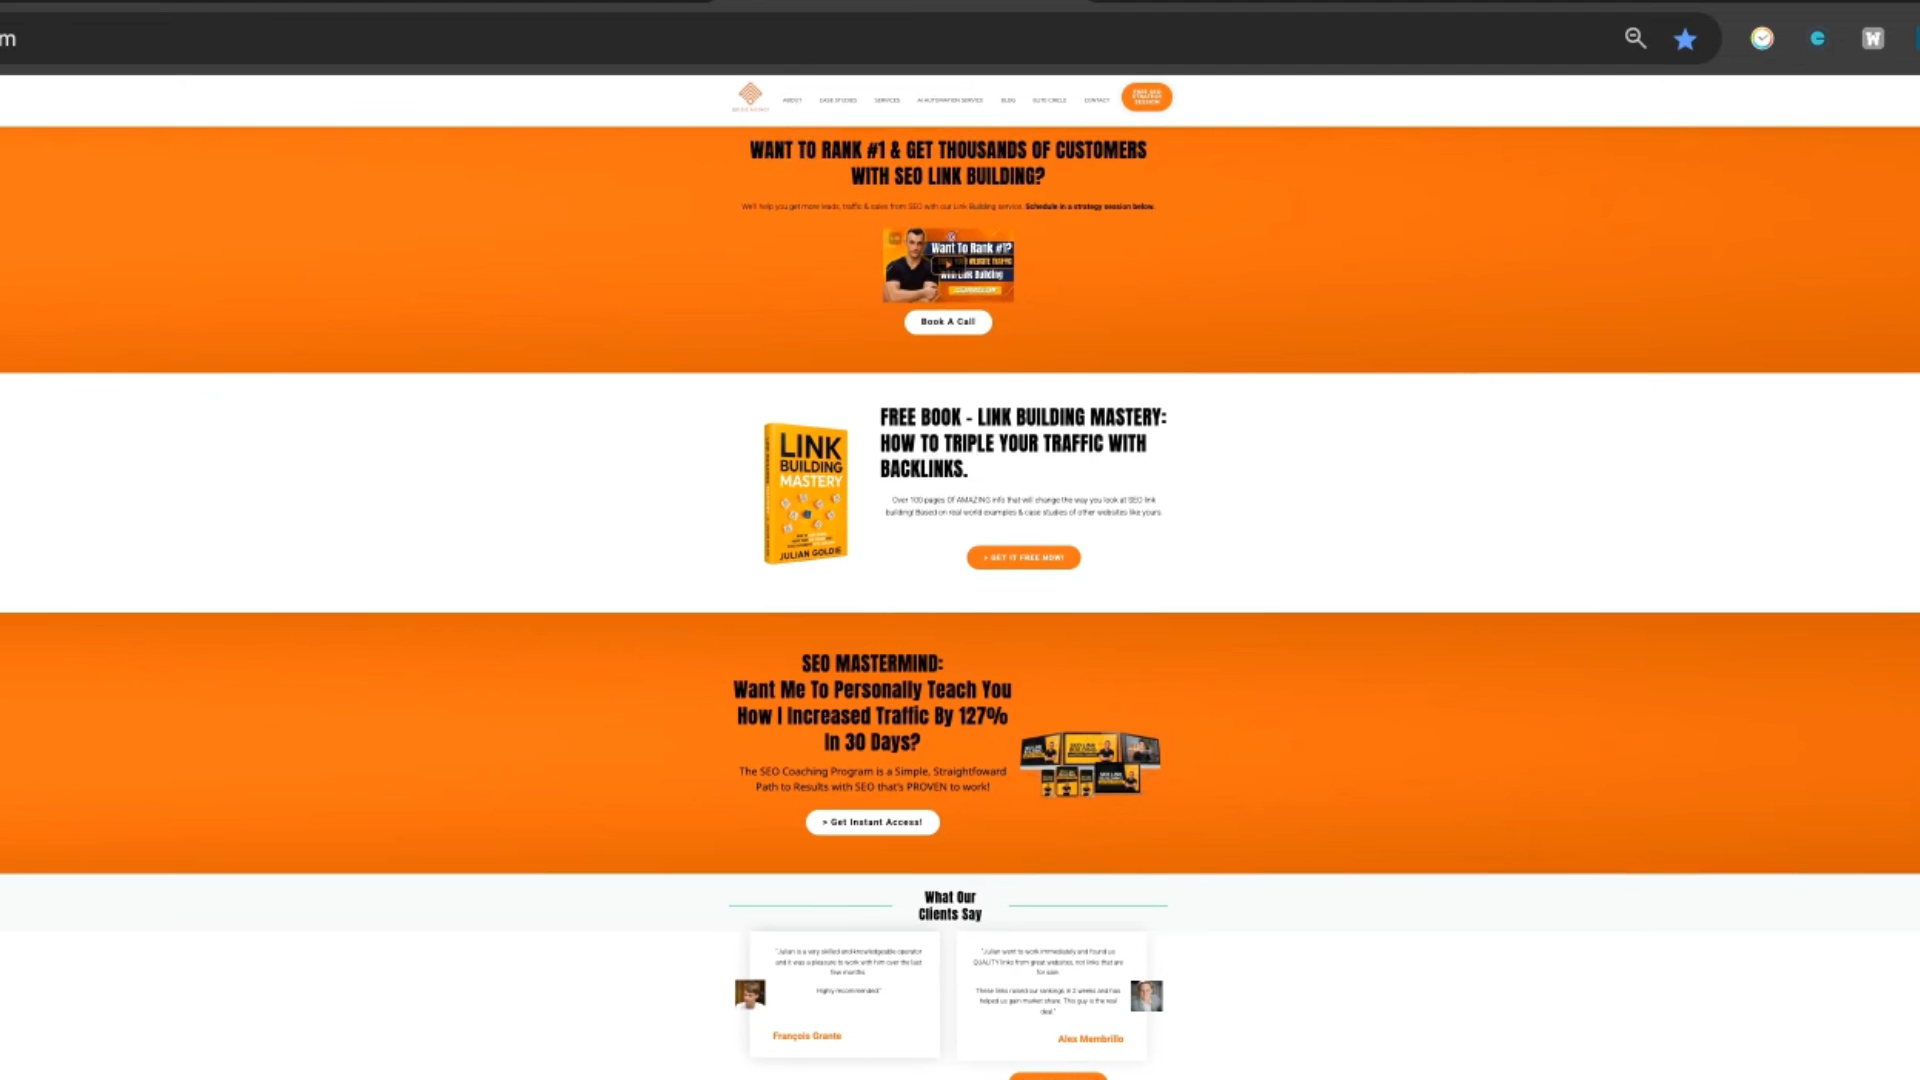 m
W
ABOUT CASE STUDIES SERVICES AI AUTOMATION SERVICE BLOG ELITE CIRCLE CONTACT
FREE SEO
STRATEGY
SESSION
WANT TO RANK #1 & GET THOUSANDS OF CUSTOMERS
WITH SEO LINK BUILDING?
We'll help you get more leads, traffic & sales from SEO with our Link Building service. Schedule in a strategy session below.
Want To Rank #1?
WEBSITE TRAFFIC
With Link Building
Book A Call
FREE BOOK - LINK BUILDING MASTERY:
HOW TO TRIPLE YOUR TRAFFIC WITH
BACKLINKS.
LINK
BUILDING
MASTERY
JULIAN GOLDIE
Over 100 pages Of AMAZING info that will change the way you look at SEO link
building! Based on real world examples & case studies of other websites like yours.
> GET IT FREE NOW!
SEO MASTERMIND:
Want Me To Personally Teach You
How I Increased Traffic By 127%
In 30 Days?
The SEO Coaching Program is a Simple, Straightfoward
Path to Results with SEO that's PROVEN to work!
> Get Instant Access!
What Our
Clients Say
"Julian is a very skilled and knowledgeable operator
and it was a pleasure to work with him over the last
few months.
Highly recommended."
François Grante
"Julian went to work immediately and found us
QUALITY links from great websites, not links that are
for sale.
These links raised our rankings in 2 weeks and has
helped us gain market share. This guy is the real
deal."
Alex Membrillo